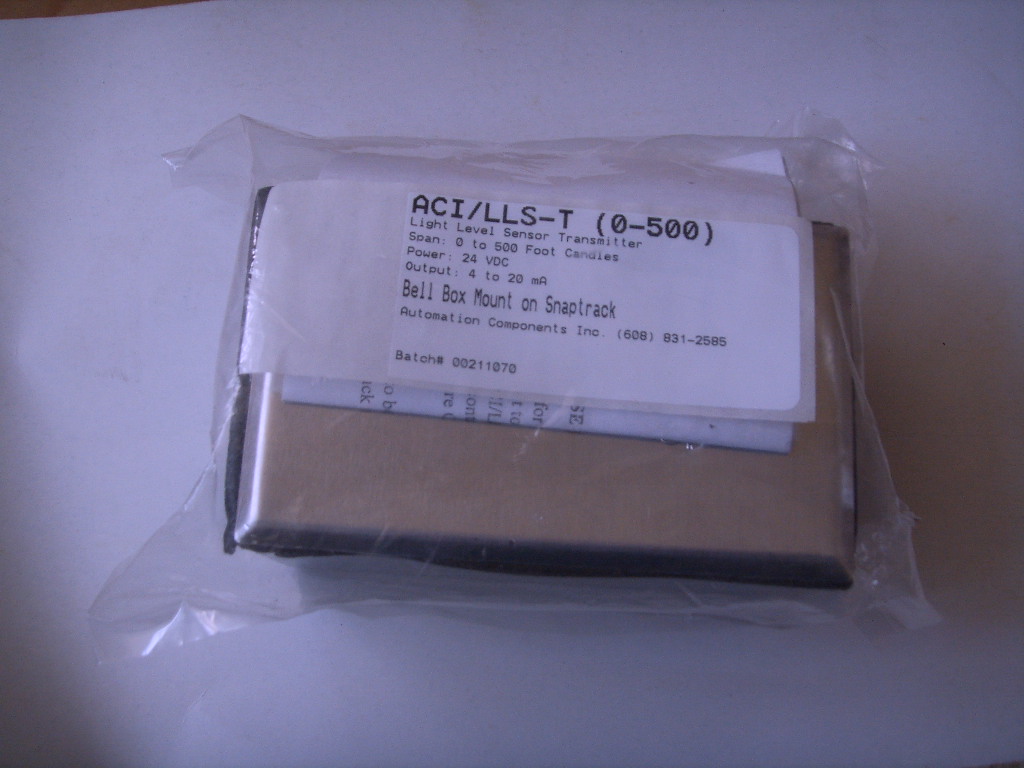 ACI/LLS-T (0-500)
Light Level Sensor Transmitter
Span: 0 to 500 Foot Candles
Power: 24 VDC
Output: 4 to 20 mA
Bell Box Mount on Snaptrack
Automation Components Inc. (608) 831-2585
Batch# 00211070